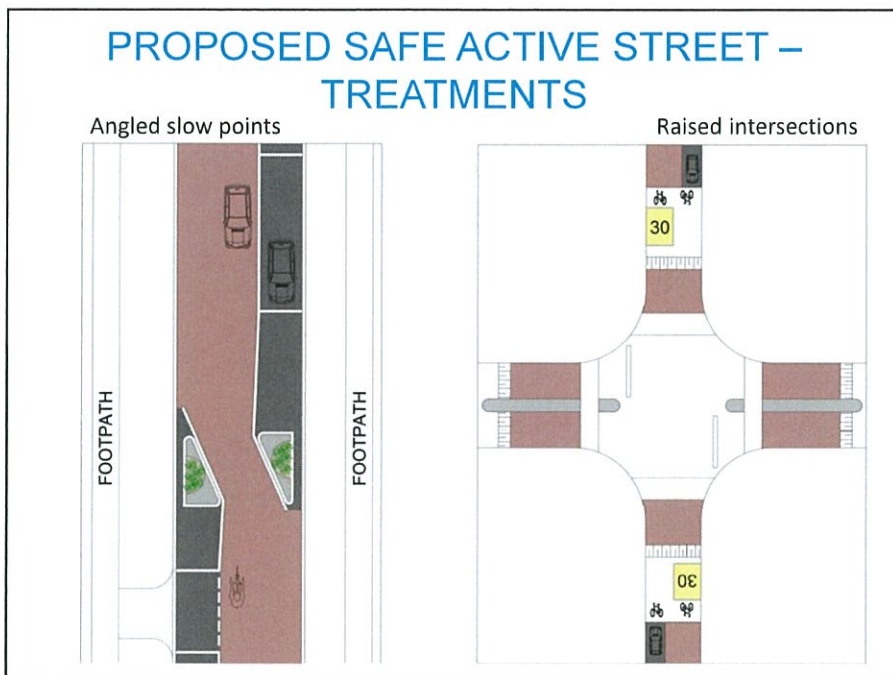 PROPOSED SAFE ACTIVE STREET –
TREATMENTS
Angled slow points
Raised intersections
FOOTPATH
FOOTPATH
30
30